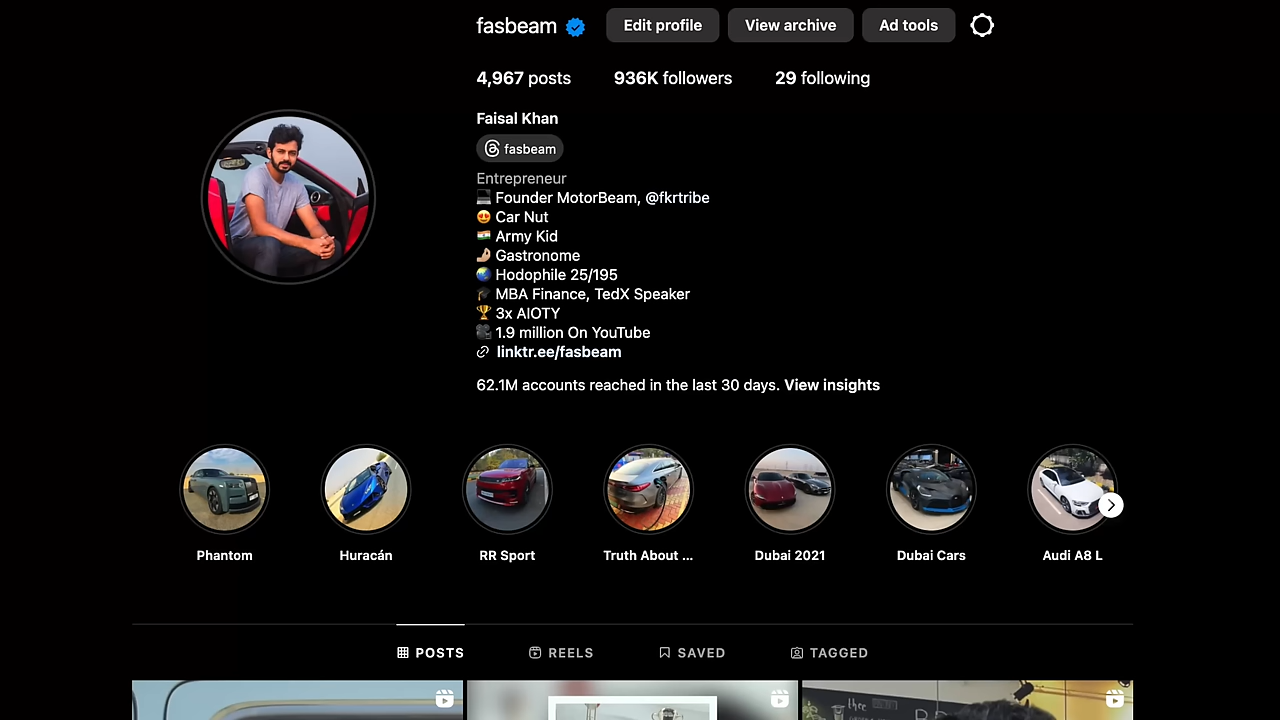 fasbeam
Edit profile
View archive
Ad tools
4,967 posts
936K followers
29 following
Faisal Khan
fasbeam
Entrepreneur
Founder MotorBeam, @fkrtribe
Car Nut
Army Kid
Gastronome
Hodophile 25/195
MBA Finance, TedX Speaker
3x AIOTY
1.9 million On YouTube
linktr.ee/fasbeam
62.1M accounts reached in the last 30 days. View insights
Phantom
Huracán
RR Sport
Truth About ...
Dubai 2021
Dubai Cars
Audi A8 L
POSTS
REELS
SAVED
TAGGED
thee